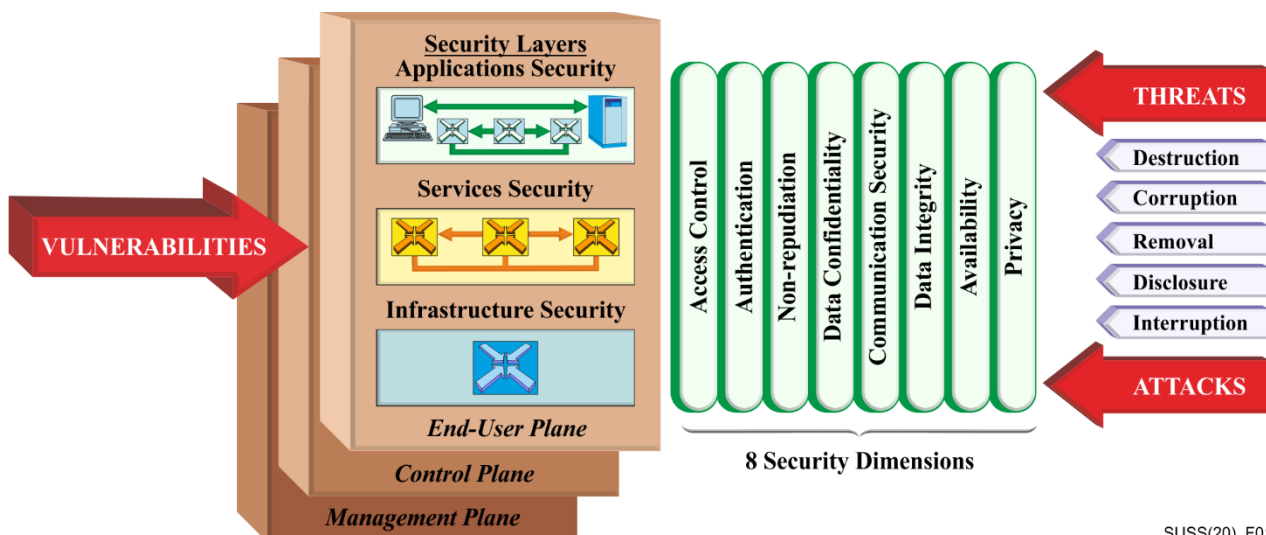 Security Layers
Applications Security
Services Security
Infrastructure Security
End-User Plane
Control Plane
Management Plane
VULNERABILITIES
Access Control
Authentication
Non-repudiation
Data Confidentiality
Communication Security
Data Integrity
Availability
Privacy
8 Security Dimensions
THREATS
Destruction
Corruption
Removal
Disclosure
Interruption
ATTACKS